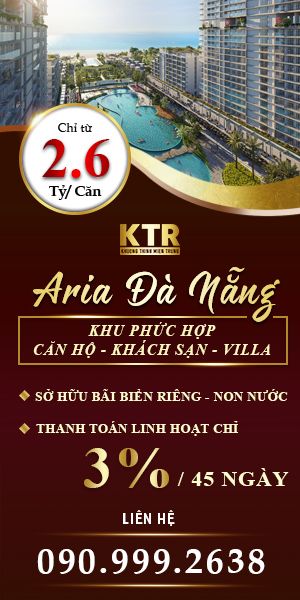 Chỉ từ
2.6
Tỷ/ Căn
KTR
KHƯƠNG THỊNH MIỀN TRUNG
Aria Đà Nẵng
KHU PHỨC HỢP
CĂN HỘ - KHÁCH SẠN - VILLA
SỞ HỮU BÃI BIỂN RIÊNG - NON NƯỚC
THANH TOÁN LINH HOẠT CHỈ
3% / 45 NGÀY
LIÊN HỆ
090.999.2638